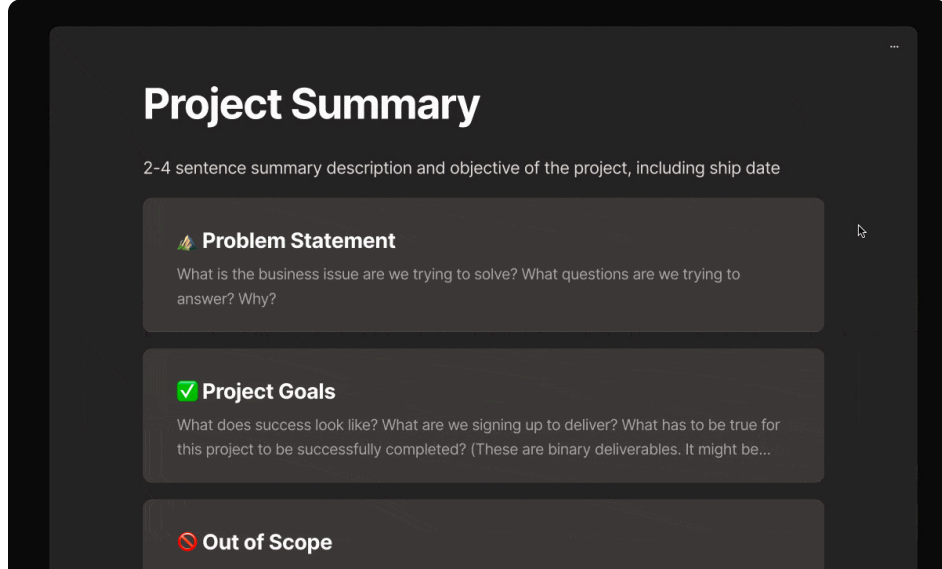 Project Summary
2-4 sentence summary description and objective of the project, including ship date
Problem Statement
What is the business issue are we trying to solve? What questions are we trying to
answer? Why?
Project Goals
What does success look like? What are we signing up to deliver? What has to be true for
this project to be successfully completed? (These are binary deliverables. It might be...
Out of Scope